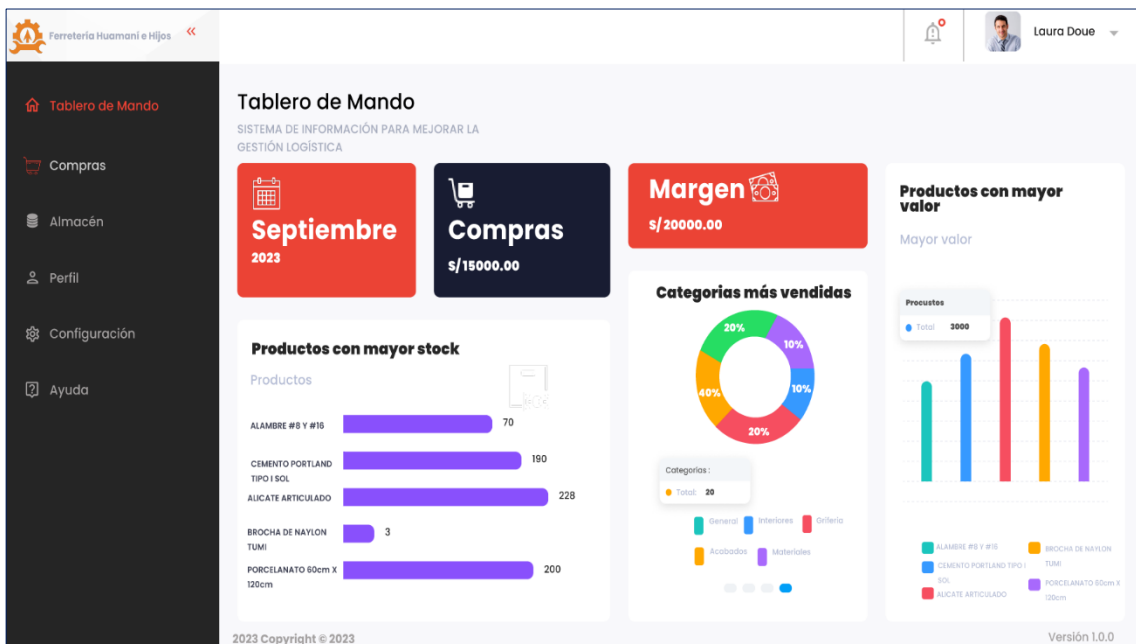 Ferretería Huamani e Hijos
Laura Doue
Tablero de Mando
Compras
Almacén
Perfil
Configuración
Ayuda
Tablero de Mando
SISTEMA DE INFORMACIÓN PARA MEJORAR LA
GESTIÓN LOGÍSTICA
Septiembre
2023
Compras
S/15000.00
Margen
S/20000.00
Productos con mayor stock
Productos
ALAMBRE #8 Y #16
70
CEMENTO PORTLAND
TIPO I SOL
190
ALICATE ARTICULADO
228
BROCHA DE NAYLON
TUMI
3
PORCELANATO 60cm X
120cm
200
Categorias más vendidas
20%
10%
40%
10%
20%
Categorias :
Total: 20
General
Interiores
Griferio
Acabados
Materiales
Productos con mayor
valor
Mayor valor
Procustos
Total 3000
ALAMBRE #8 Y #16
CEMENTO PORTLAND TIPO I
SOL
ALICATE ARTICULADO
BROCHA DE NAYLON
TUMI
PORCELANATO 60cm X
120cm
2023 Copyright © 2023
Versión 1.0.0